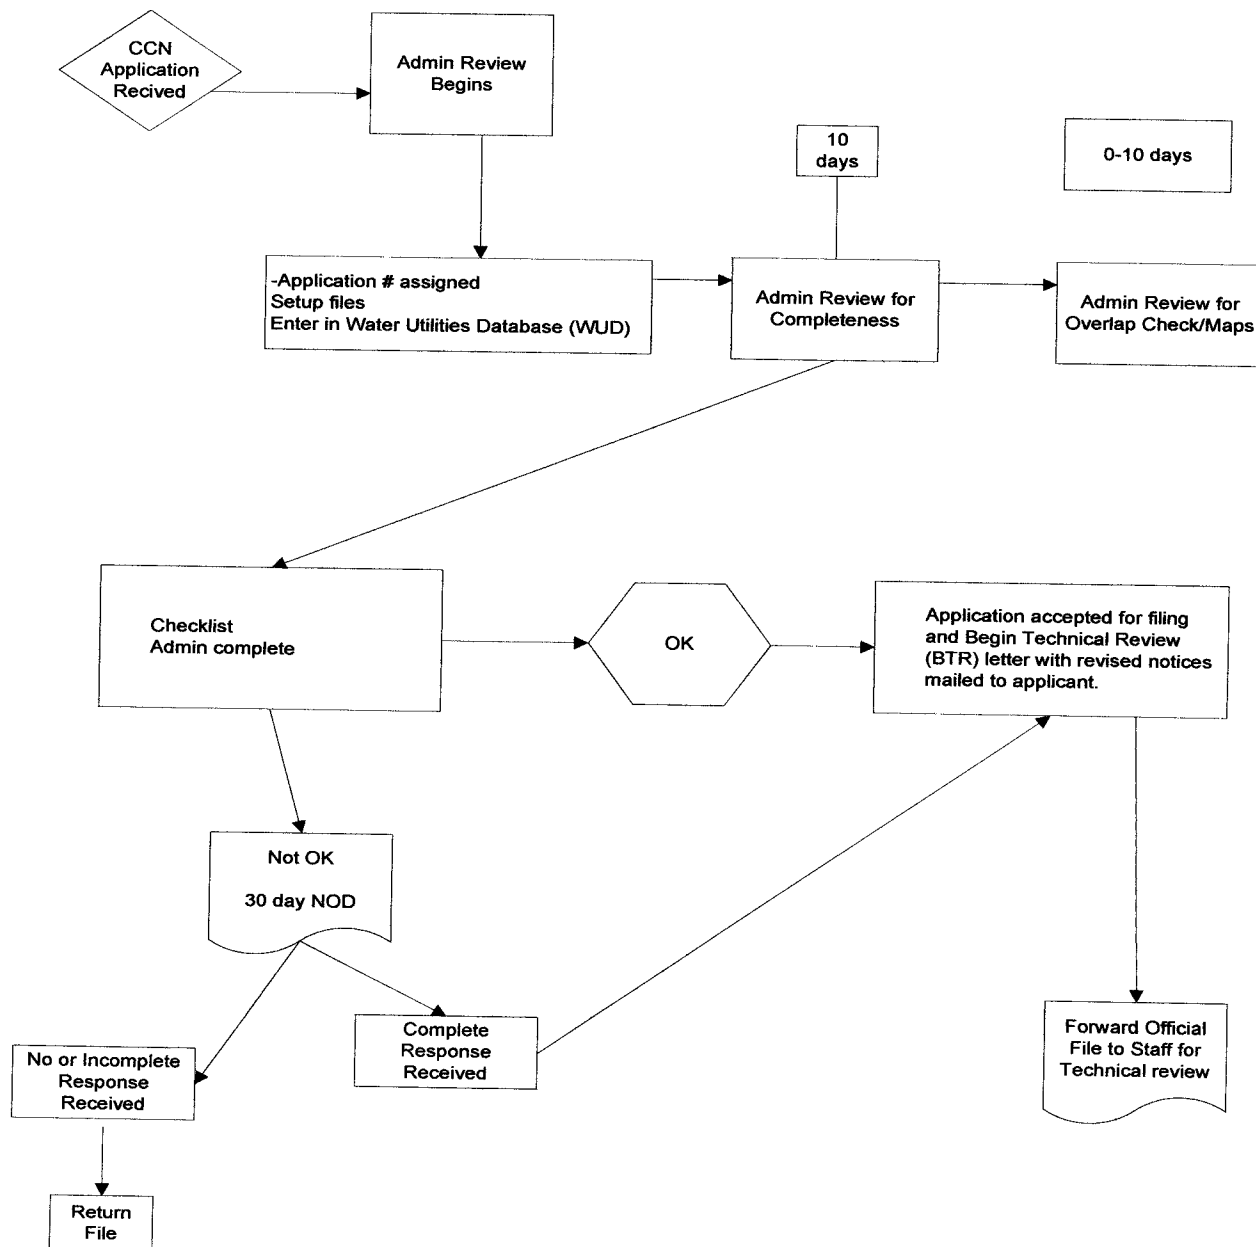 CCN
Application
Recived
Admin Review
Begins
10
days
0-10 days
-Application # assigned
Setup files
Enter in Water Utilities Database (WUD)
Admin Review for
Completeness
Admin Review for
Overlap Check/Maps
Checklist
Admin complete
OK
Application accepted for filing
and Begin Technical Review
(BTR) letter with revised notices
mailed to applicant.
Not OK
30 day NOD
Complete
Response
Received
No or Incomplete
Response
Received
Forward Official
File to Staff for
Technical review
Return
File